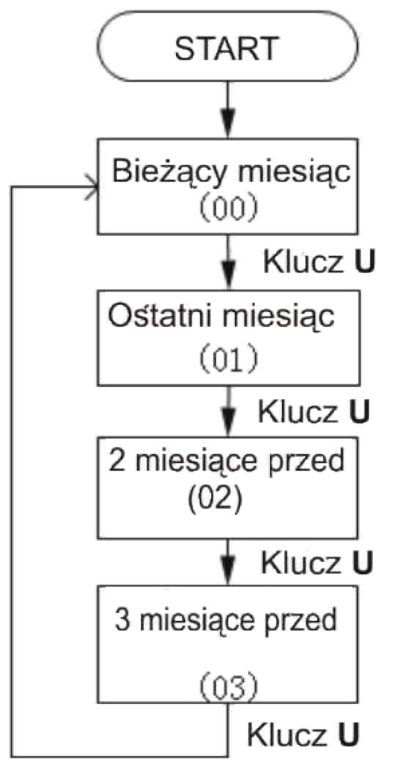 START
Bieżący miesiąc
(00)
Klucz U
Ostatni miesiąc
(01)
Klucz U
2 miesiące przed
(02)
Klucz U
3 miesiące przed
(03)
Klucz U